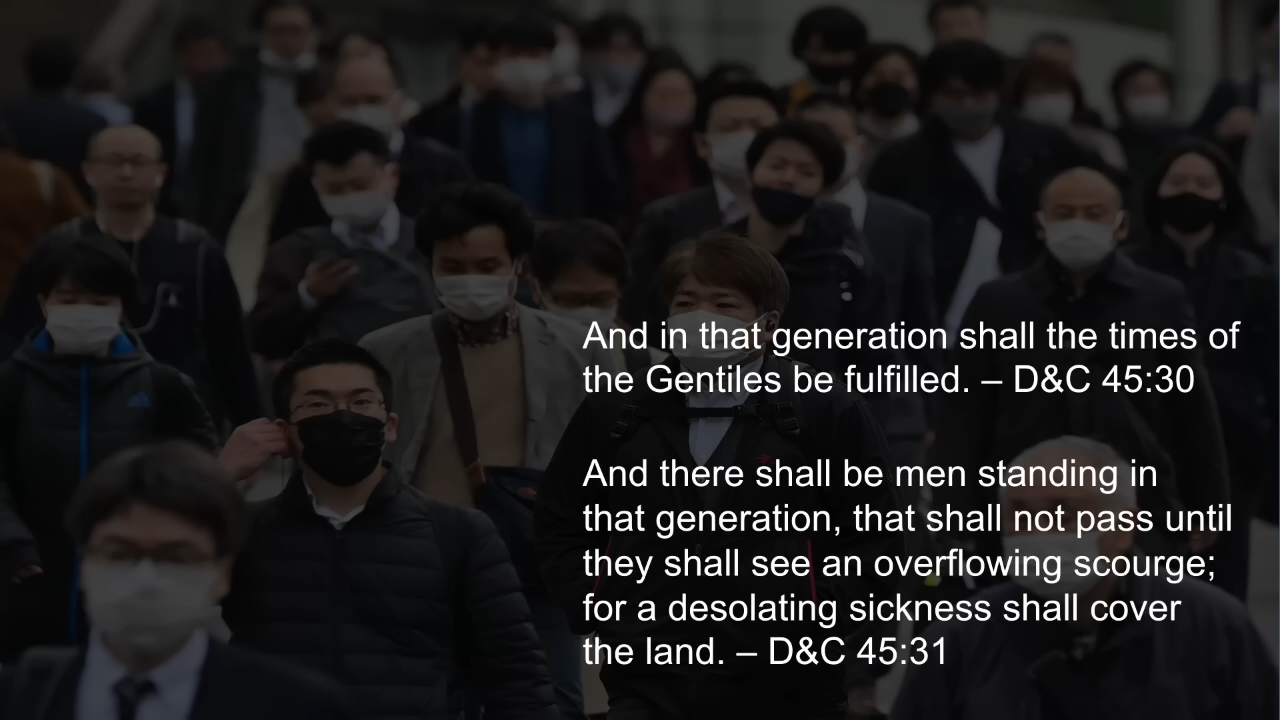 And in that generation shall the times of
the Gentiles be fulfilled. – D&C 45:30
And there shall be men standing in
that generation, that shall not pass until
they shall see an overflowing scourge;
for a desolating sickness shall cover
the land. – D&C 45:31